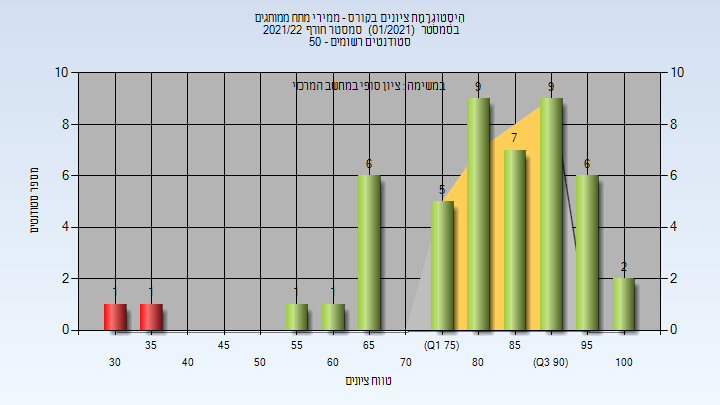 היסטוגרמת ציונים בקורס - ממירי מתח ממותגים
בסמסטר (01/2021) סמסטר חורף 2021/22
סטודנטים רשומים - 50
במשימה : ציון סופי במחשב המרכזי
מספר סטודנטים
10 10
8 8
6 6
4 4
2 2
0 0
1 1 1 1 6 5 9 7 9 6 2
35 45 55 65 (Q1 75) 85 95
30 40 50 60 70 80 (Q3 90) 100
טווח ציונים